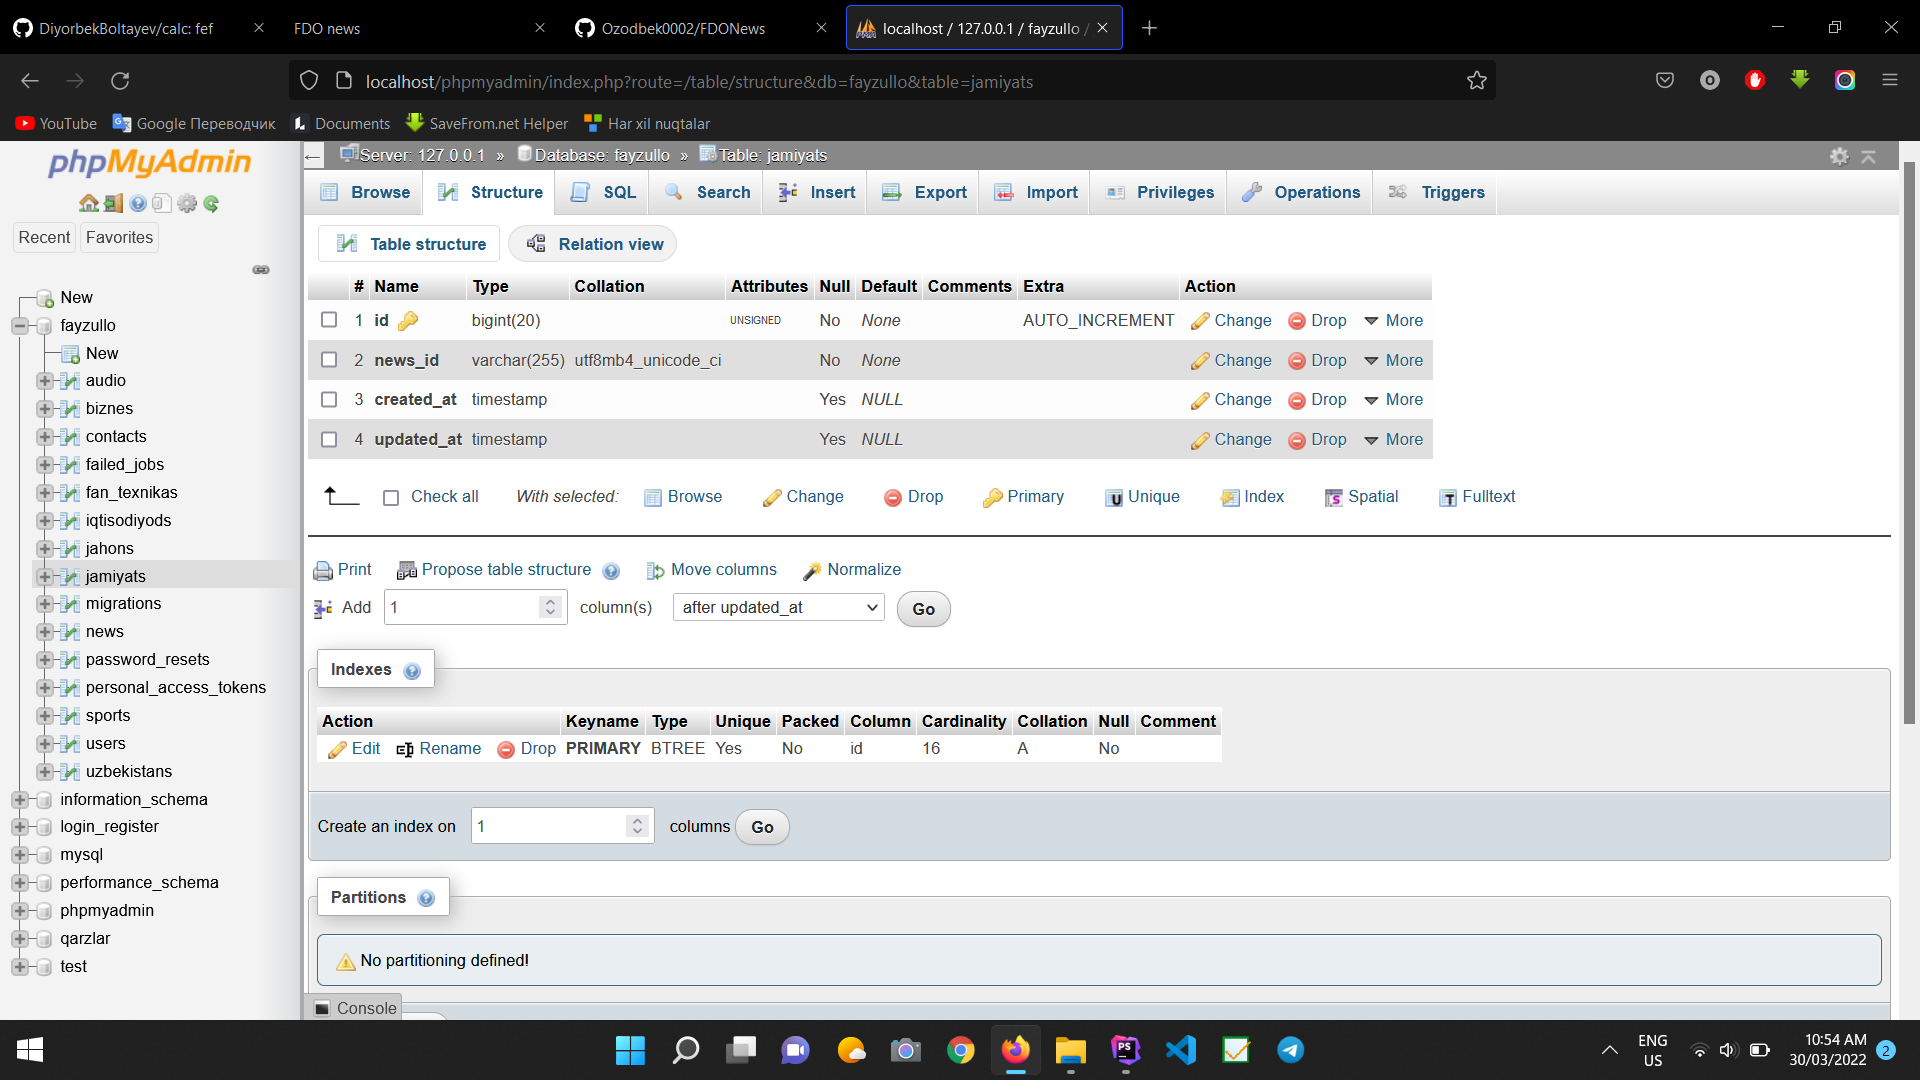 DiyorbekBoltayev/calc: fef
FDO news
Ozodbek0002/FDONews
localhost / 127.0.0.1 / fayzullo /
localhost/phpmyadmin/index.php?route=/table/structure&db=fayzullo&table=jamiyats
YouTube
Google Переводчик
Documents
SaveFrom.net Helper
Har xil nuqtalar
phpMyAdmin
Recent
Favorites
New
fayzullo
New
audio
biznes
contacts
failed_jobs
fan_texnikas
iqtisodiyods
jahons
jamiyats
migrations
news
password_resets
personal_access_tokens
sports
users
uzbekistans
information_schema
login_register
mysql
performance_schema
phpmyadmin
qarzlar
test
Server: 127.0.0.1 » Database: fayzullo » Table: jamiyats
Browse Structure SQL Search Insert Export Import Privileges Operations Triggers
Table structure Relation view
# Name Type Collation Attributes Null Default Comments Extra Action
1 id bigint(20) UNSIGNED No None AUTO_INCREMENT Change Drop More
2 news_id varchar(255) utf8mb4_unicode_ci No None Change Drop More
3 created_at timestamp Yes NULL Change Drop More
4 updated_at timestamp Yes NULL Change Drop More
Check all With selected: Browse Change Drop Primary Unique Index Spatial Fulltext
Print Propose table structure Move columns Normalize
Add 1 column(s) after updated_at Go
Indexes
Action Keyname Type Unique Packed Column Cardinality Collation Null Comment
Edit Rename Drop PRIMARY BTREE Yes No id 16 A No
Create an index on 1 columns Go
Partitions
No partitioning defined!
Console
ENG
US
10:54 AM
30/03/2022
2